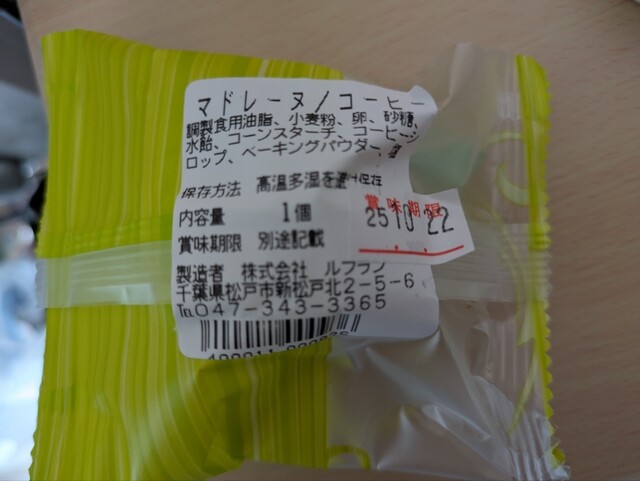 マドレーヌ/コーヒー
調製食用油脂、小麦粉、卵、砂糖、
水飴、コーンスターチ、コーヒーシ
ロップ、ベーキングパウダー、
保存方法 高温多湿を避け保存
内容量 1個
賞味期限
25 10 22
賞味期限 別途記載
製造者 株式会社 ルフラン
千葉県松戸市新松戸北2-5-6
TEL 047-343-3365